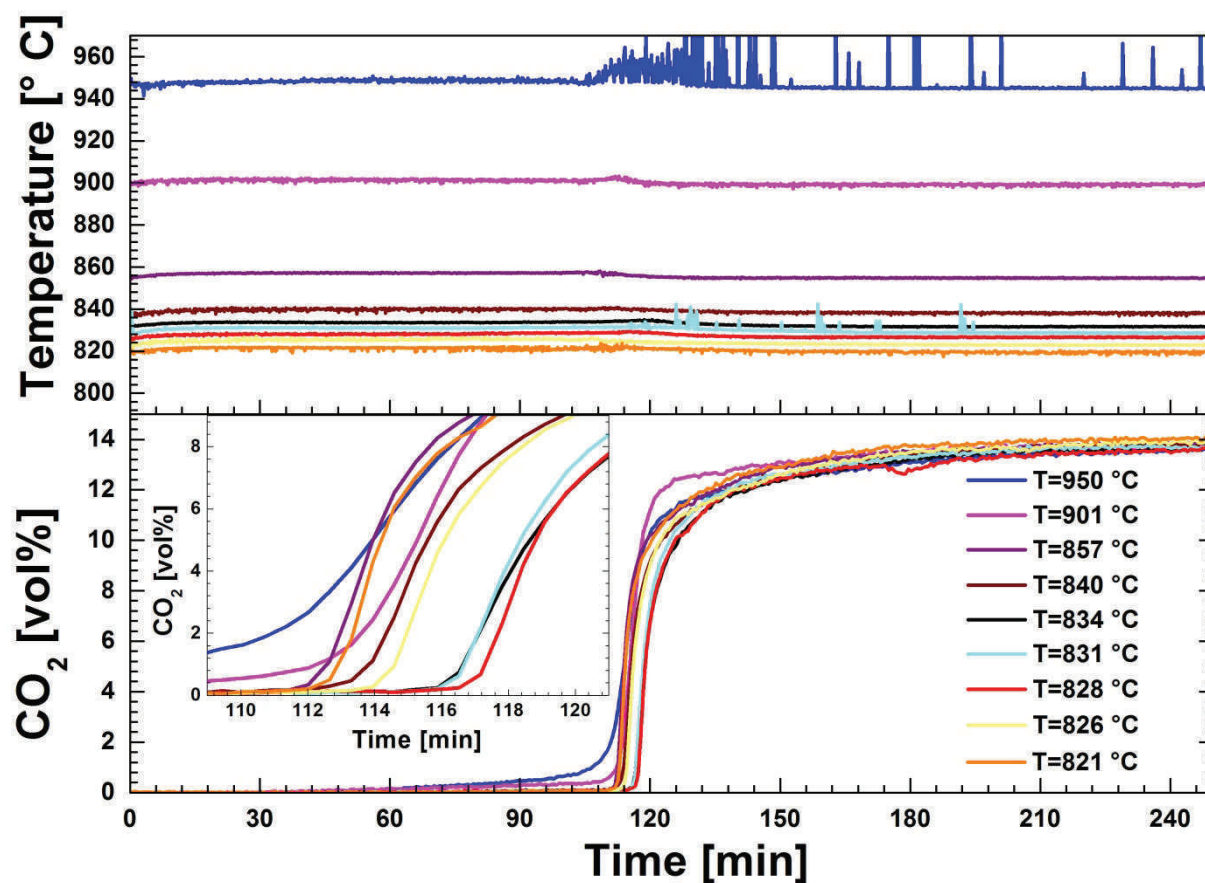 Temperature [° C]
960
940
920
900
880
860
840
820
800
CO2 [vol%]
14
12
10
8
6
4
2
0
CO2 [vol%]
8
6
4
2
0
110 112 114 116 118 120
Time [min]
T=950 °C
T=901 °C
T=857 °C
T=840 °C
T=834 °C
T=831 °C
T=828 °C
T=826 °C
T=821 °C
0 30 60 90 120 150 180 210 240
Time [min]